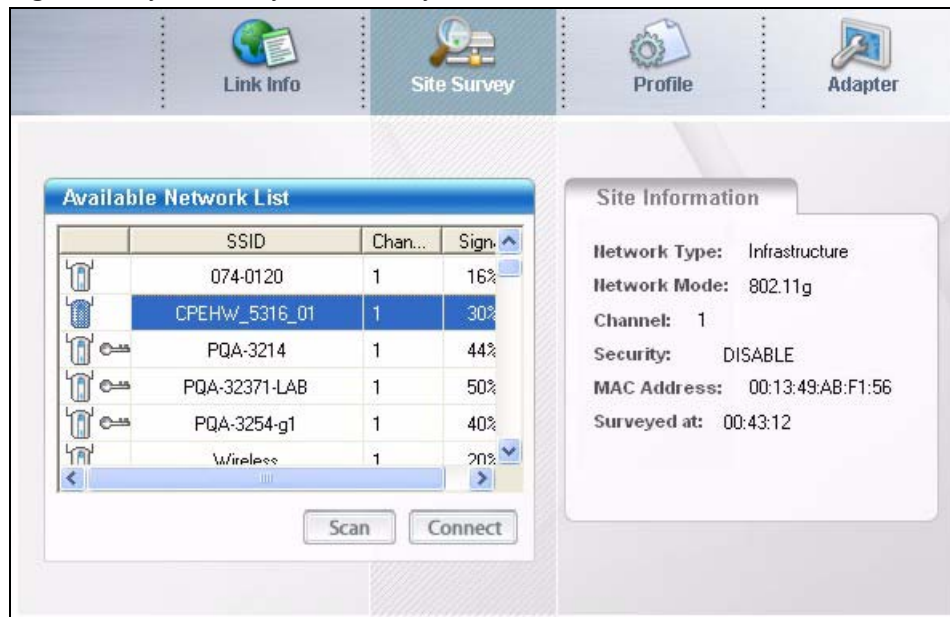 Link Info
Site Survey
Profile
Adapter
Available Network List
SSID Chan... Sign
074-0120 1 16%
CPEHW_5316_01 1 30%
PQA-3214 1 44%
PQA-32371-LAB 1 50%
PQA-3254-g1 1 40%
Wireless 1 20%
Scan Connect
Site Information
Network Type: Infrastructure
Network Mode: 802.11g
Channel: 1
Security: DISABLE
MAC Address: 00:13:49:AB:F1:56
Surveyed at: 00:43:12